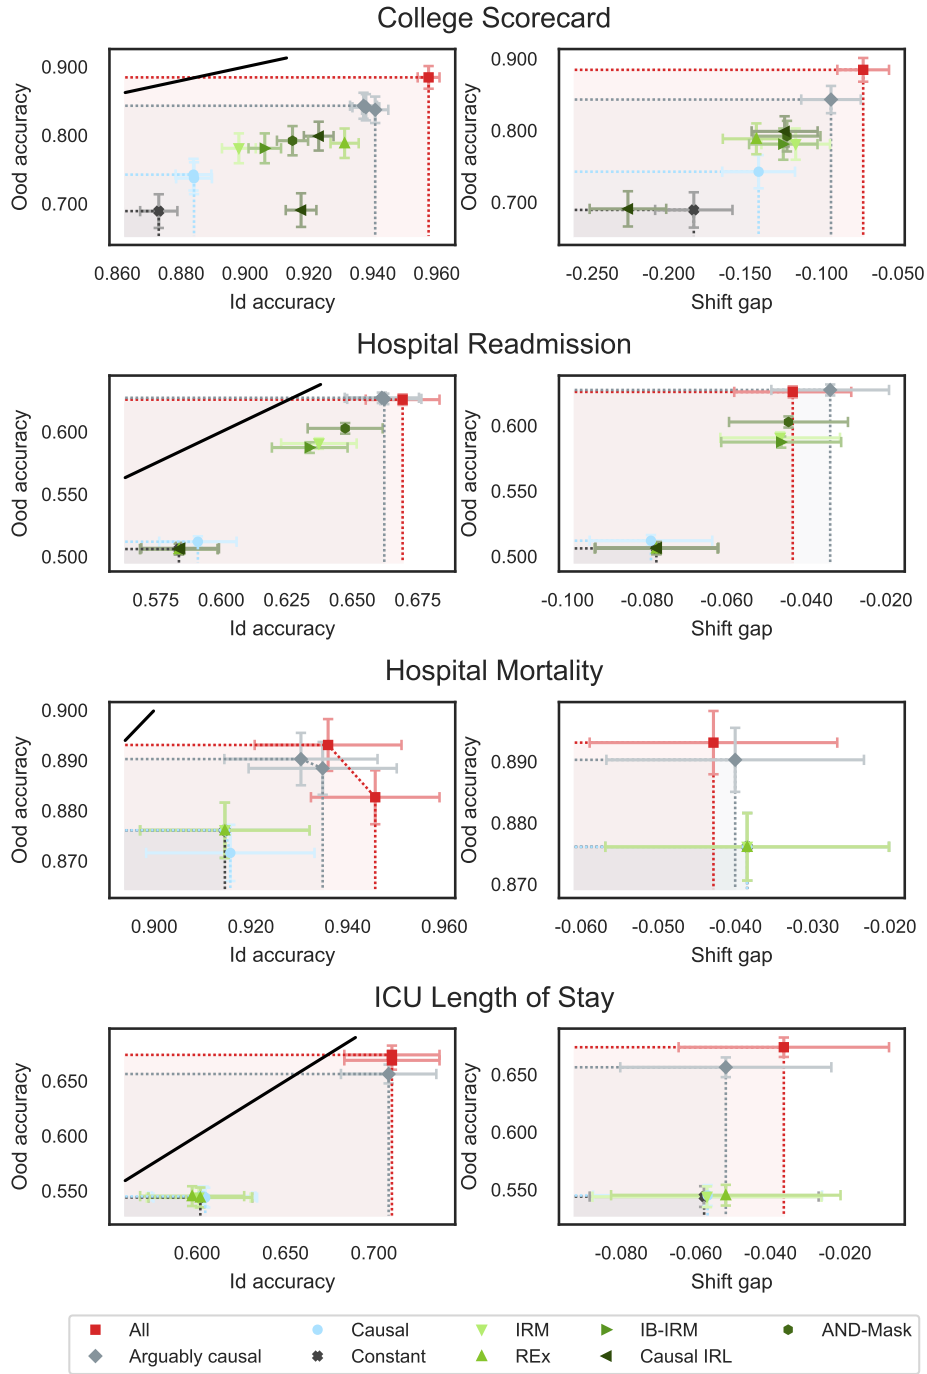 College Scorecard
Ood accuracy
0.900
0.800
0.700
0.860 0.880 0.900 0.920 0.940 0.960
Id accuracy
Ood accuracy
0.900
0.800
0.700
-0.250 -0.200 -0.150 -0.100 -0.050
Shift gap
Hospital Readmission
Ood accuracy
0.600
0.550
0.500
0.575 0.600 0.625 0.650 0.675
Id accuracy
Ood accuracy
0.600
0.550
0.500
-0.100 -0.080 -0.060 -0.040 -0.020
Shift gap
Hospital Mortality
Ood accuracy
0.900
0.890
0.880
0.870
0.900 0.920 0.940 0.960
Id accuracy
Ood accuracy
0.890
0.880
0.870
-0.060 -0.050 -0.040 -0.030 -0.020
Shift gap
ICU Length of Stay
Ood accuracy
0.650
0.600
0.550
0.600 0.650 0.700
Id accuracy
Ood accuracy
0.650
0.600
0.550
-0.080 -0.060 -0.040 -0.020
Shift gap
All Causal IRM IB-IRM AND-Mask
Arguably causal Constant REx Causal IRL